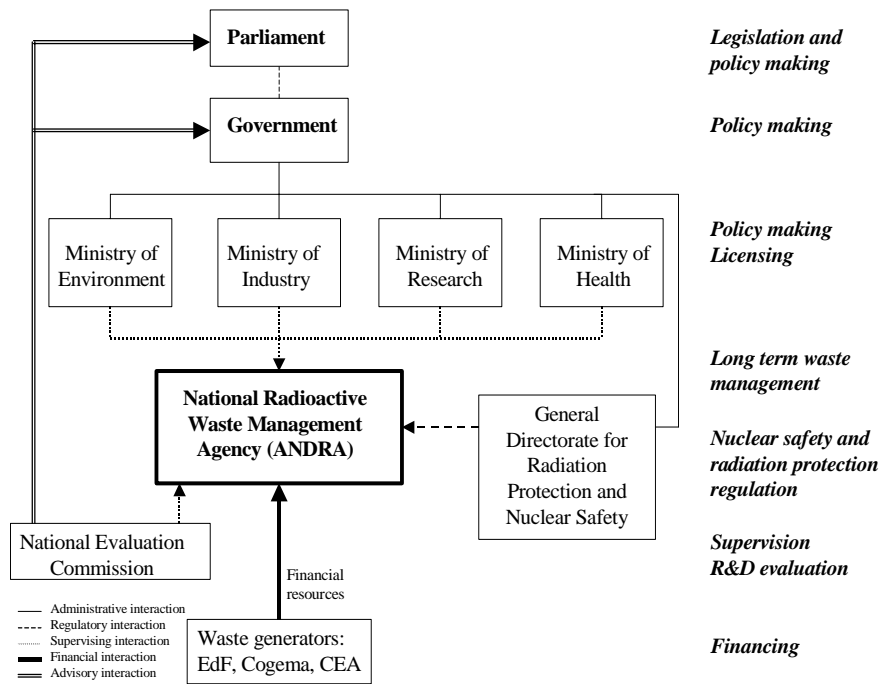 Parliament
Legislation and
policy making
Government
Policy making
Ministry of
Environment
Ministry of
Industry
Ministry of
Research
Ministry of
Health
Policy making
Licensing
Long term waste
management
National Radioactive
Waste Management
Agency (ANDRA)
General
Directorate for
Radiation
Protection and
Nuclear Safety
Nuclear safety and
radiation protection
regulation
National Evaluation
Commission
Supervision
R&D evaluation
Financial
resources
Administrative interaction
Regulatory interaction
Supervising interaction
Financial interaction
Advisory interaction
Waste generators:
EdF, Cogema, CEA
Financing